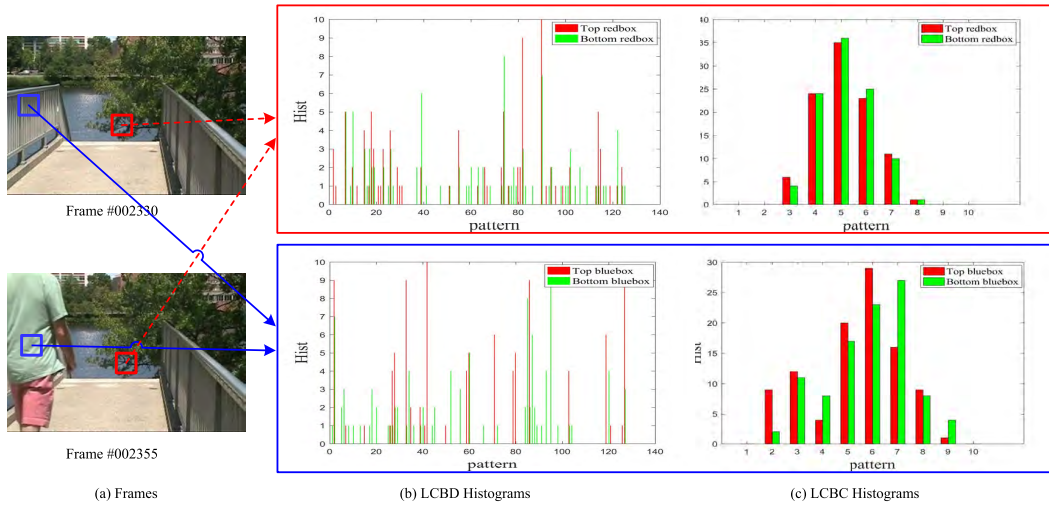 Frame #002330
Frame #002355
(a) Frames
10
9
8
7
6
5
4
3
2
1
0
Hist
0 20 40 60 80 100 120 140
pattern
Top redbox
Bottom redbox
40
35
30
25
20
15
10
5
0
1 2 3 4 5 6 7 8 9 10
pattern
Top redbox
Bottom redbox
10
9
8
7
6
5
4
3
2
1
0
Hist
0 20 40 60 80 100 120 140
pattern
Top bluebox
Bottom bluebox
(b) LCBD Histograms
30
25
20
15
10
5
0
Hist
1 2 3 4 5 6 7 8 9 10
pattern
Top bluebox
Bottom bluebox
(c) LCBC Histograms